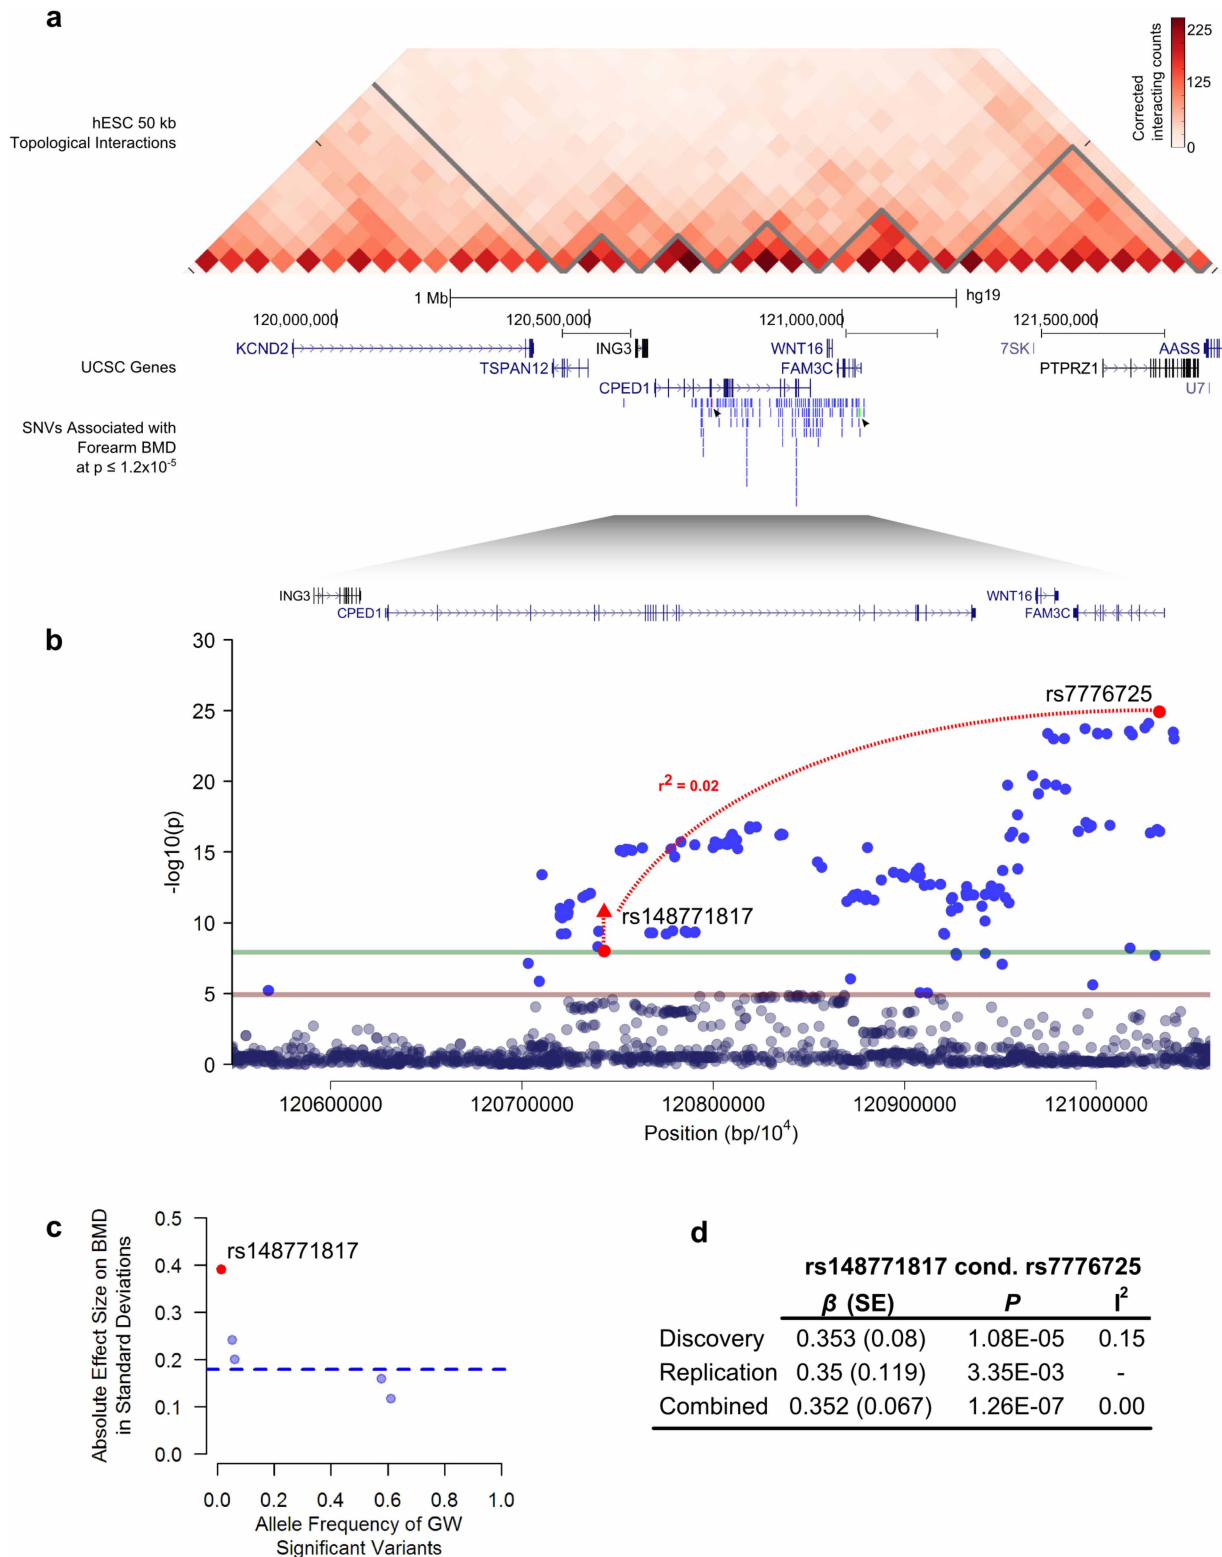 a
225
125
0
Corrected
interacting counts
hESC 50 kb
Topological Interactions
1 Mb
hg19
120,000,000
120,500,000
121,000,000
121,500,000
UCSC Genes
KCND2
ING3
WNT16
7SK
AASS
TSPAN12
FAM3C
PTPRZ1
CPED1
U7
SNVs Associated with
Forearm BMD
at p ≤ 1.2x10⁻⁵
ING3
WNT16
CPED1
FAM3C
b
30
25
20
15
10
5
0
-log10(p)
rs7776725
r² = 0.02
rs148771817
120600000 120700000 120800000 120900000 121000000
Position (bp/10⁴)
c
0.5
0.4
0.3
0.2
0.1
0.0
Absolute Effect Size on BMD
in Standard Deviations
rs148771817
0.0 0.2 0.4 0.6 0.8 1.0
Allele Frequency of GW
Significant Variants
d
rs148771817 cond. rs7776725
β (SE) P I²
Discovery 0.353 (0.08) 1.08E-05 0.15
Replication 0.35 (0.119) 3.35E-03 -
Combined 0.352 (0.067) 1.26E-07 0.00